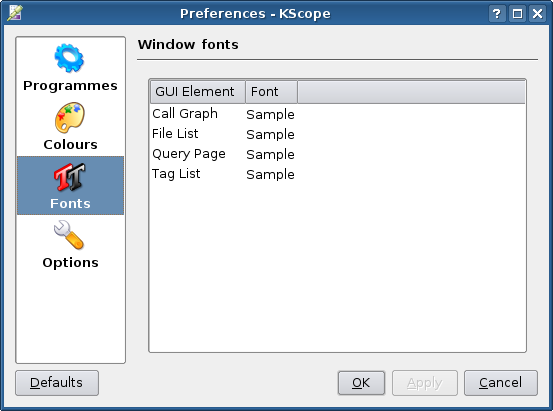 Preferences - KScope
Programmes
Colours
Fonts
Options
Window fonts
GUI Element Font
Call Graph Sample
File List Sample
Query Page Sample
Tag List Sample
Defaults
OK
Apply
Cancel